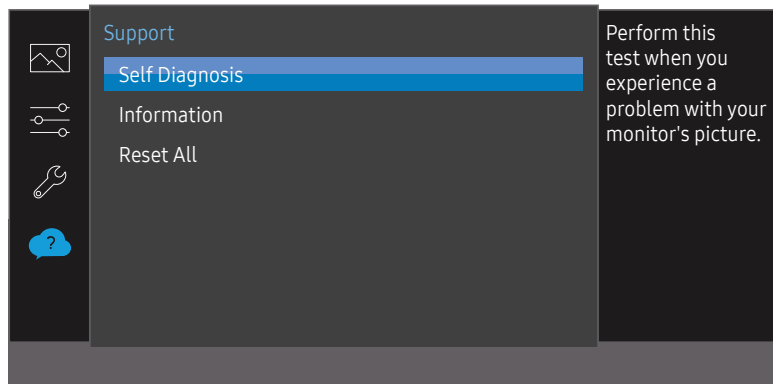 Support
Self Diagnosis
Information
Reset All
Perform this
test when you
experience a
problem with your
monitor's picture.
?